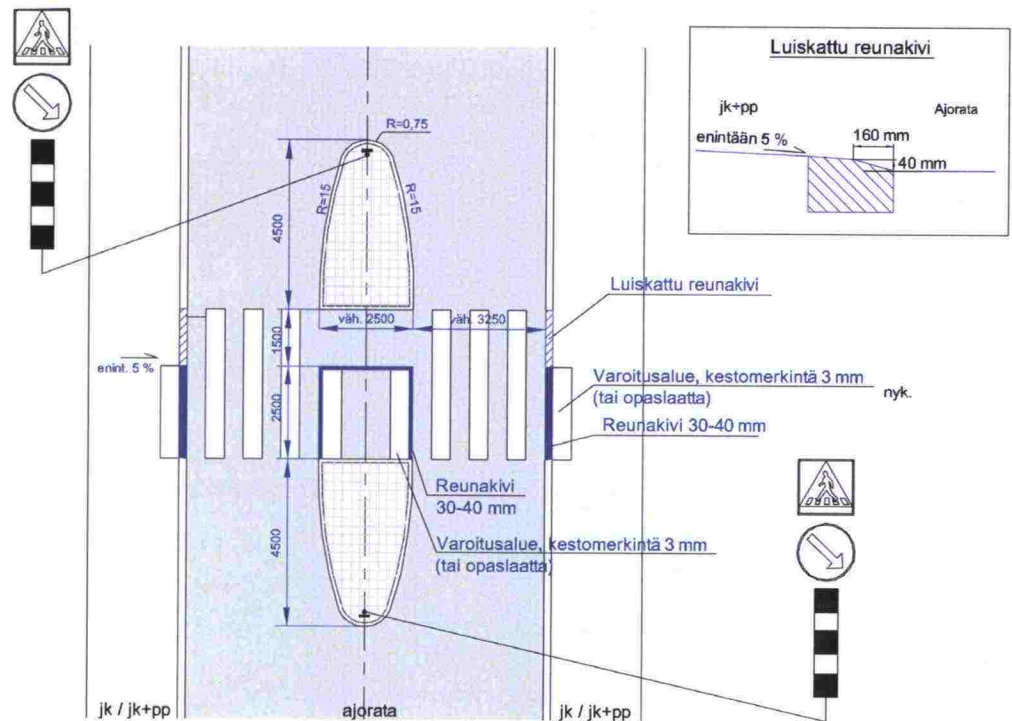 Luiskattu reunakivi
jk+pp
Ajorata
enintään 5 %
160 mm
40 mm
R=0,75
R=15
R=15
4500
Luiskattu reunakivi
väh. 2500
väh. 3250
1500
enint. 5 %
Varoitusalue, kestomerkintä 3 mm
(tai opaslaatta)
nyk.
2500
Reunakivi 30-40 mm
Reunakivi
30-40 mm
4500
Varoitusalue, kestomerkintä 3 mm
(tai opaslaatta)
jk / jk+pp
ajorata
jk / jk+pp